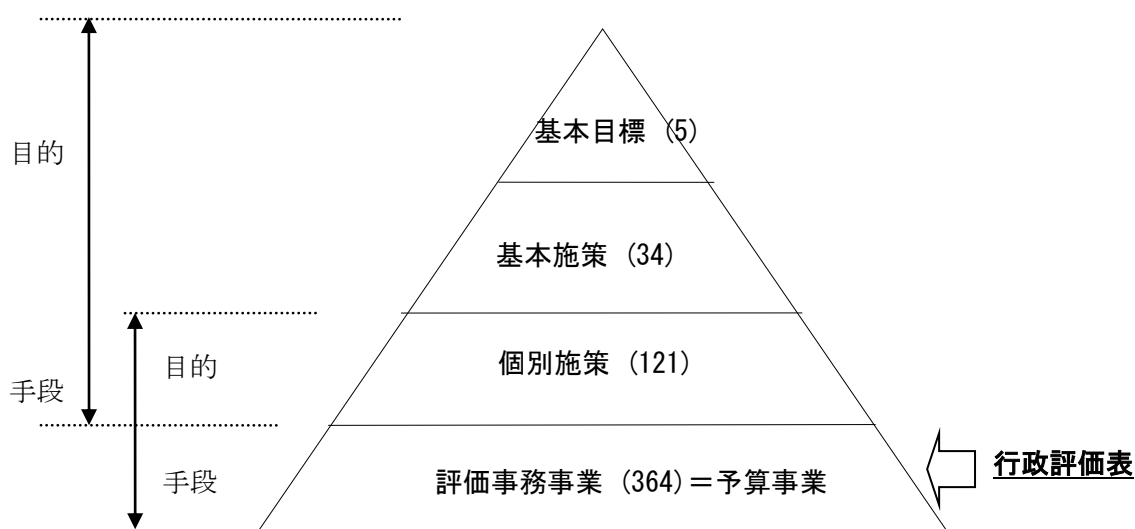 基本目標 (5)
目的
基本施策 (34)
個別施策 (121)
目的
手段
行政評価表
評価事務事業 (364)＝予算事業
手段